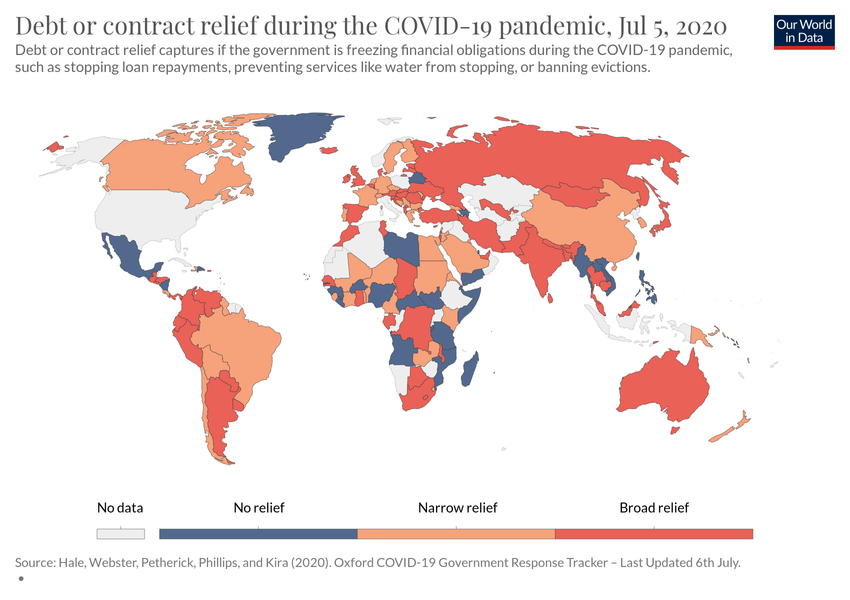 Debt or contract relief during the COVID-19 pandemic, Jul 5, 2020
Our World
in Data
Debt or contract relief captures if the government is freezing financial obligations during the COVID-19 pandemic,
such as stopping loan repayments, preventing services like water from stopping, or banning evictions.
No data No relief Narrow relief Broad relief
Source: Hale, Webster, Petherick, Phillips, and Kira (2020). Oxford COVID-19 Government Response Tracker – Last Updated 6th July.
•